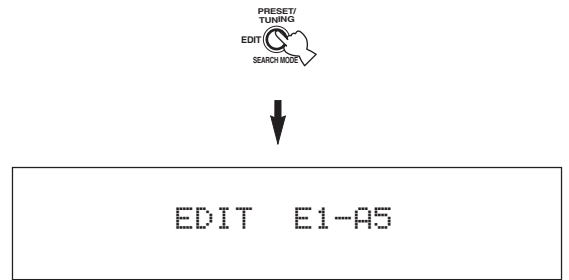 PRESET/
TUNING
EDIT
SEARCH MODE
EDIT E1-A5